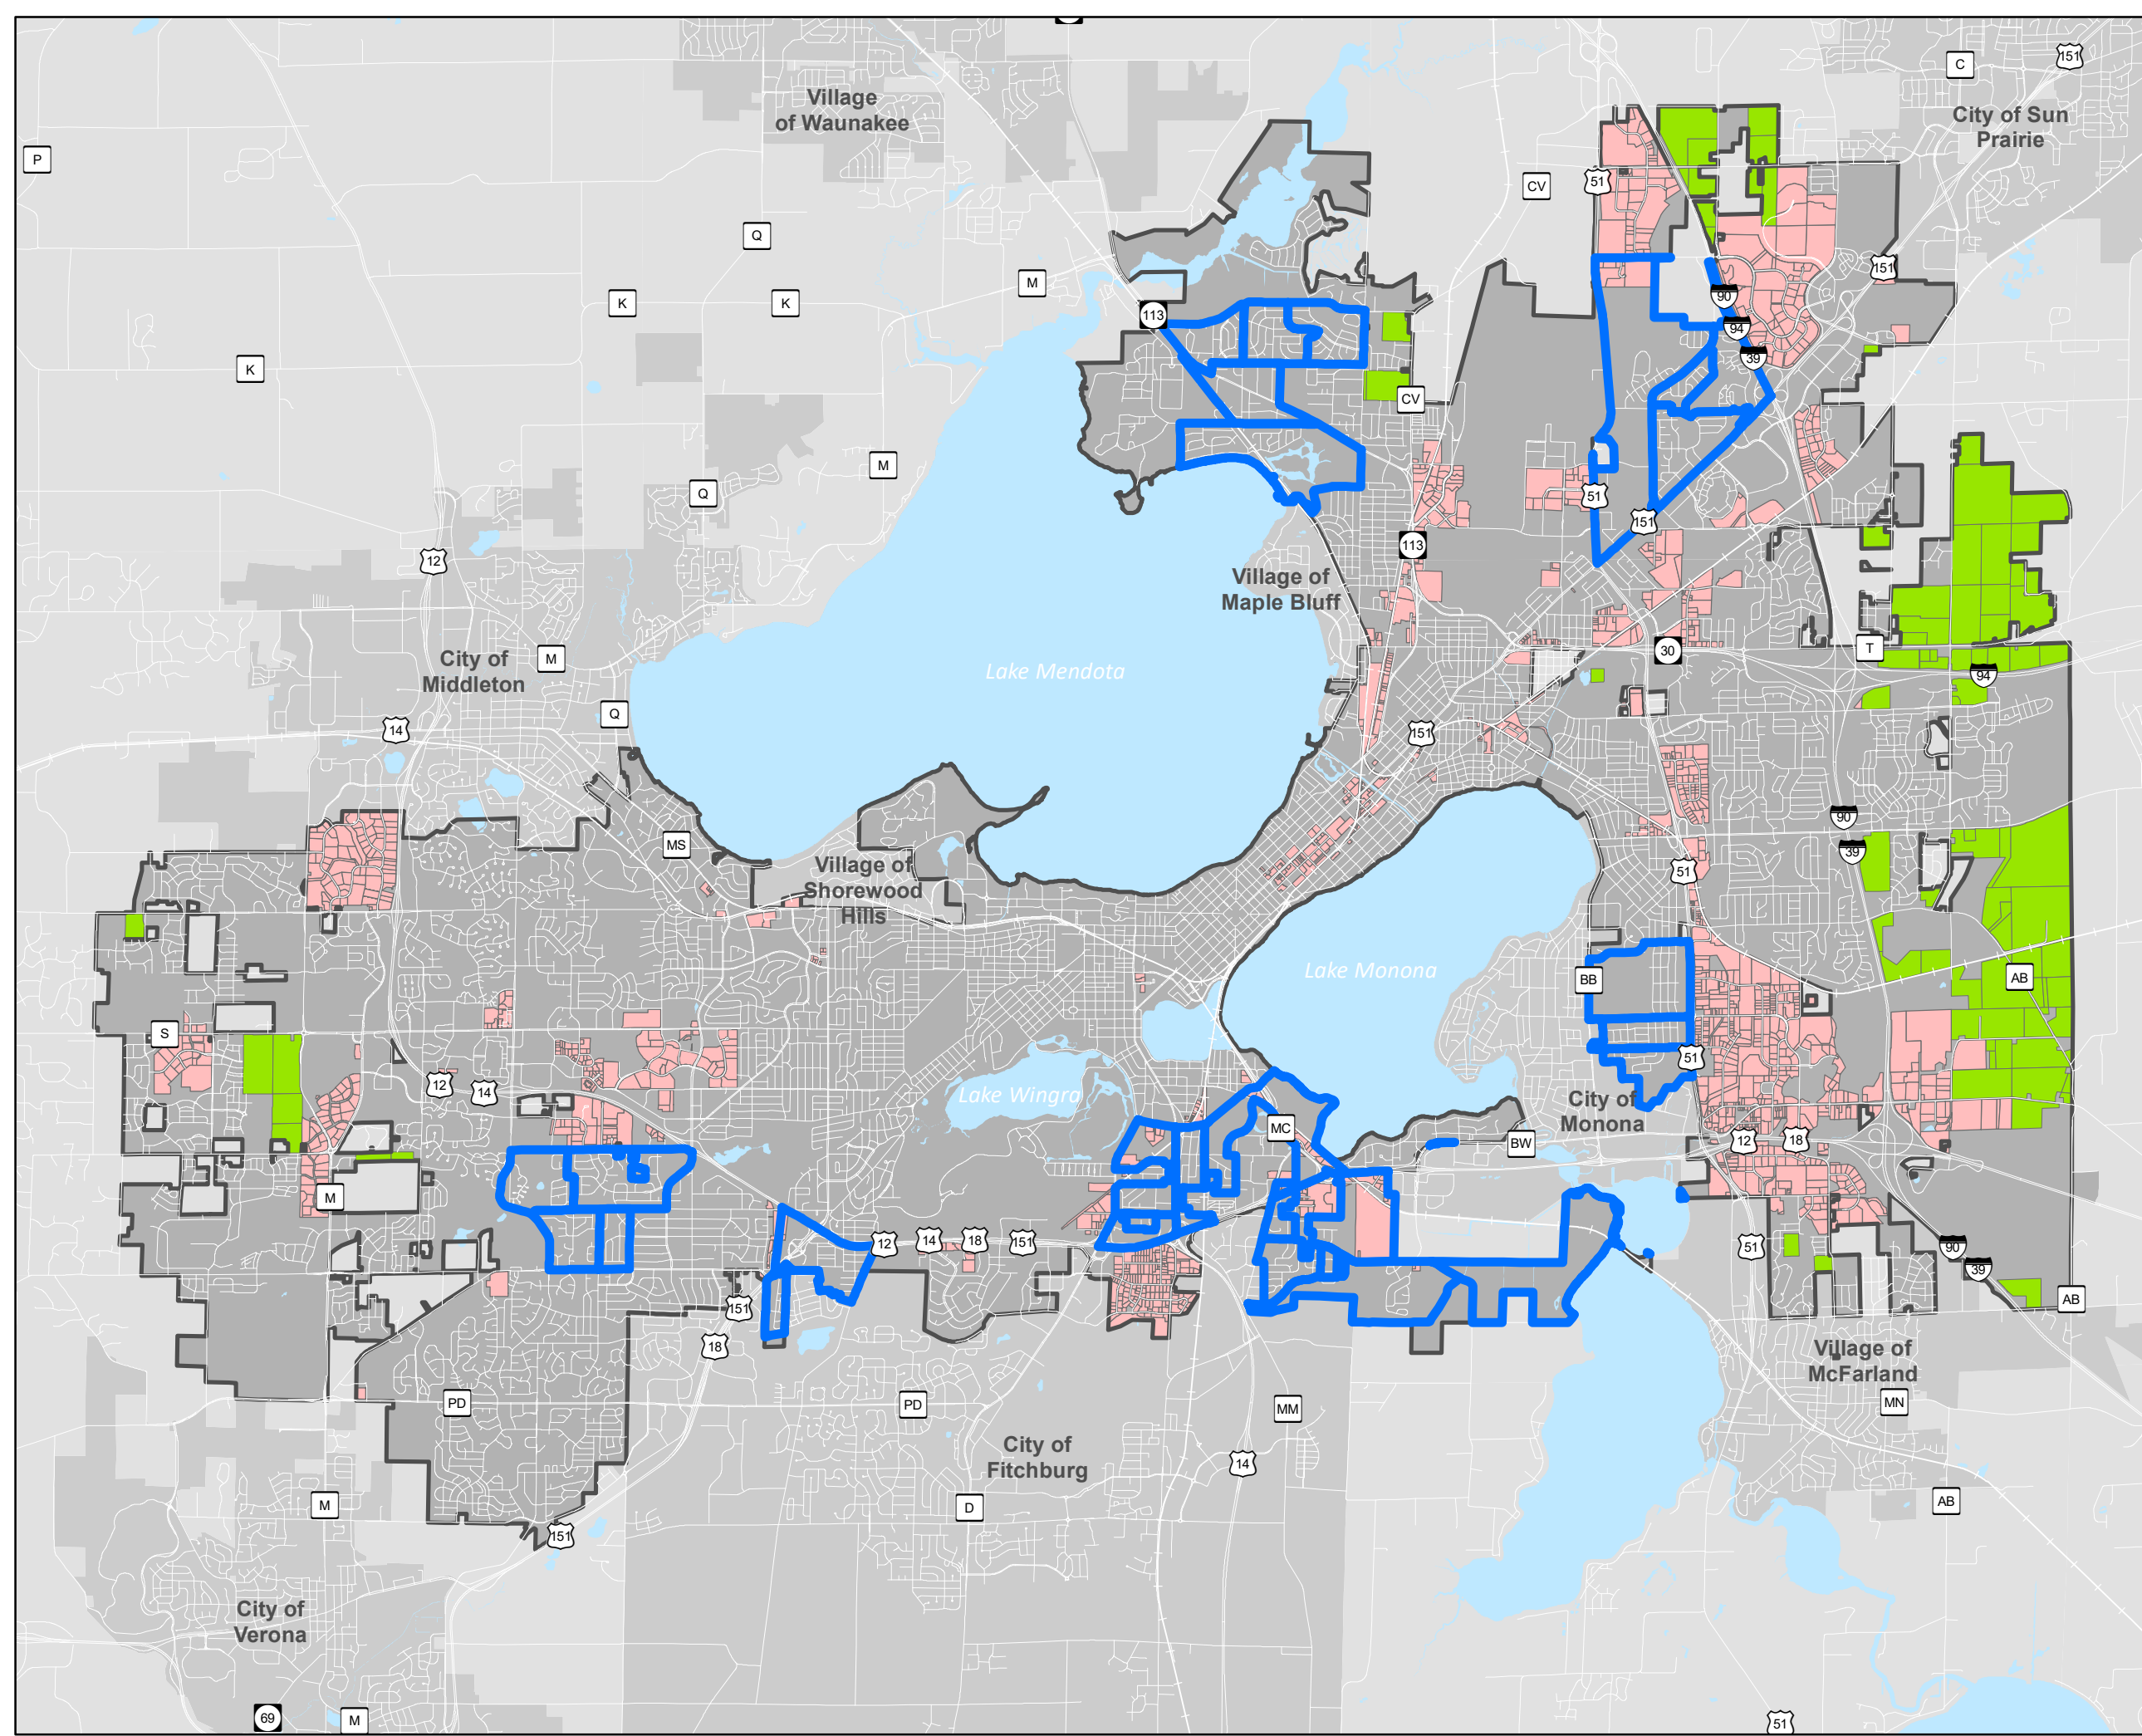 C
151
Village
of Waunakee
City of Sun
Prairie
P
CV
51
Q
151
M
90
K
K
113
94
39
K
CV
M
Q
51
151
113
12
Village of
Maple Bluff
30
T
City of
Middleton
M
Lake Mendota
94
Q
14
151
90
MS
39
Village of
Shorewood
Hills
51
Lake Monona
BB
AB
S
51
12
14
Lake Wingra
City of
Monona
MC
BW
12
18
M
12
14
18
151
51
90
39
151
AB
18
Village of
McFarland
PD
PD
MM
MN
City of
Fitchburg
14
M
D
AB
151
City of
Verona
69
M
51